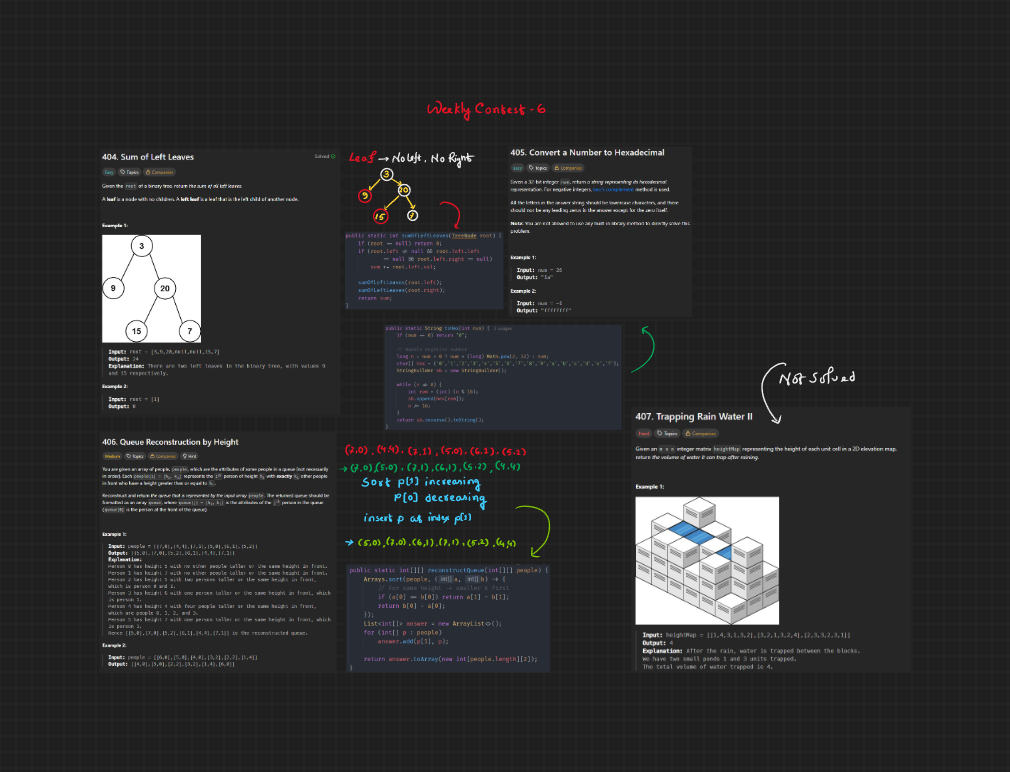 Weekly Contest - 6
404. Sum of Left Leaves
Solved
Easy Topics Companies
Given the root of a binary tree, return the sum of all left leaves.
A leaf is a node with no children. A left leaf is a leaf that is the left child of another node.
Example 1:
3
9 20
15 7
Input: root = [3,9,20,null,null,15,7]
Output: 24
Explanation: There are two left leaves in the binary tree, with values 9
and 15 respectively.
Example 2:
Input: root = [1]
Output: 0
Leaf → No Left, No Right
3
9 20
15 7
public static int sumOfLeftLeaves(TreeNode root) {
if (root == null) return 0;
if (root.left ≠ null && root.left.left
== null && root.left.right == null)
sum += root.left.val;
sumOfLeftLeaves(root.left);
sumOfLeftLeaves(root.right);
return sum;
}
405. Convert a Number to Hexadecimal
Easy Topics Companies
Given a 32-bit integer num, return a string representing its hexadecimal
representation. For negative integers, two's complement method is used.
All the letters in the answer string should be lowercase characters, and there
should not be any leading zeros in the answer except for the zero itself.
Note: You are not allowed to use any built-in library method to directly solve this
problem.
Example 1:
Input: num = 26
Output: "1a"
Example 2:
Input: num = -1
Output: "ffffffff"
public static String toHex(int num) {
if (num == 0) return "0";
// Handle negative number
long n = num < 0 ? num + (long) Math.pow(2, 32) : num;
StringBuilder sb = new StringBuilder();
while (n ≠ 0) {
int rem = (int) (n % 16);
sb.append(hex[rem]);
n /= 16;
}
return sb.reverse().toString();
}
Not Solved
406. Queue Reconstruction by Height
Medium Topics Companies Hint
You are given an array of people, people, which are the attributes of some people in a queue (not necessarily
in order). Each people[i] = [hi, ki] represents the ith person of height hi with exactly ki other people
in front who have a height greater than or equal to hi.
Reconstruct and return the queue that is represented by the input array people. The returned queue should be
formatted as an array queue, where queue[j] = [hj, kj] is the attributes of the jth person in the queue
(queue[0] is the person at the front of the queue).
Example 1:
Input: people = [[7,0],[4,4],[7,1],[5,0],[6,1],[5,2]]
Output: [[5,0],[7,0],[5,2],[6,1],[4,4],[7,1]]
Explanation:
Person 0 has height 5 with no other people taller or the same height in front.
Person 1 has height 7 with no other people taller or the same height in front.
Person 2 has height 5 with two persons taller or the same height in front,
which is person 0 and 1.
Person 3 has height 6 with one person taller or the same height in front, which
is person 1.
Person 4 has height 4 with four people taller or the same height in front,
which are people 0, 1, 2, and 3.
Person 5 has height 7 with one person taller or the same height in front, which
is person 1.
Hence [[5,0],[7,0],[5,2],[6,1],[4,4],[7,1]] is the reconstructed queue.
Example 2:
Input: people = [[6,0],[5,0],[4,0],[3,2],[2,2],[1,4]]
Output: [[4,0],[5,0],[2,2],[3,2],[1,4],[6,0]]
(7,0), (4,4), (7,1), (5,0), (6,1), (5,2)
→ (7,0), (5,0), (7,1), (6,1), (5,2), (4,4)
Sort p[1] increasing
p[0] decreasing
insert p at index p[1]
→ (5,0), (7,0), (6,1), (7,1), (5,2), (4,4)
public static int[][] reconstructQueue(int[][] people) {
Arrays.sort(people, (int[] a, int[] b) → {
// For same height → smaller k first
if (a[0] == b[0]) return a[1] - b[1];
return b[0] - a[0];
});
List<int[]> answer = new ArrayList<>();
for (int[] p : people)
answer.add(p[1], p);
return answer.toArray(new int[people.length][2]);
}
407. Trapping Rain Water II
Hard Topics Companies
Given an m x n integer matrix heightMap representing the height of each unit cell in a 2D elevation map,
return the volume of water it can trap after raining.
Example 1:
Input: heightMap = [[1,4,3,1,3,2],[3,2,1,3,2,4],[2,3,3,2,3,1]]
Output: 4
Explanation: After the rain, water is trapped between the blocks.
We have two small ponds 1 and 3 units trapped.
The total volume of water trapped is 4.